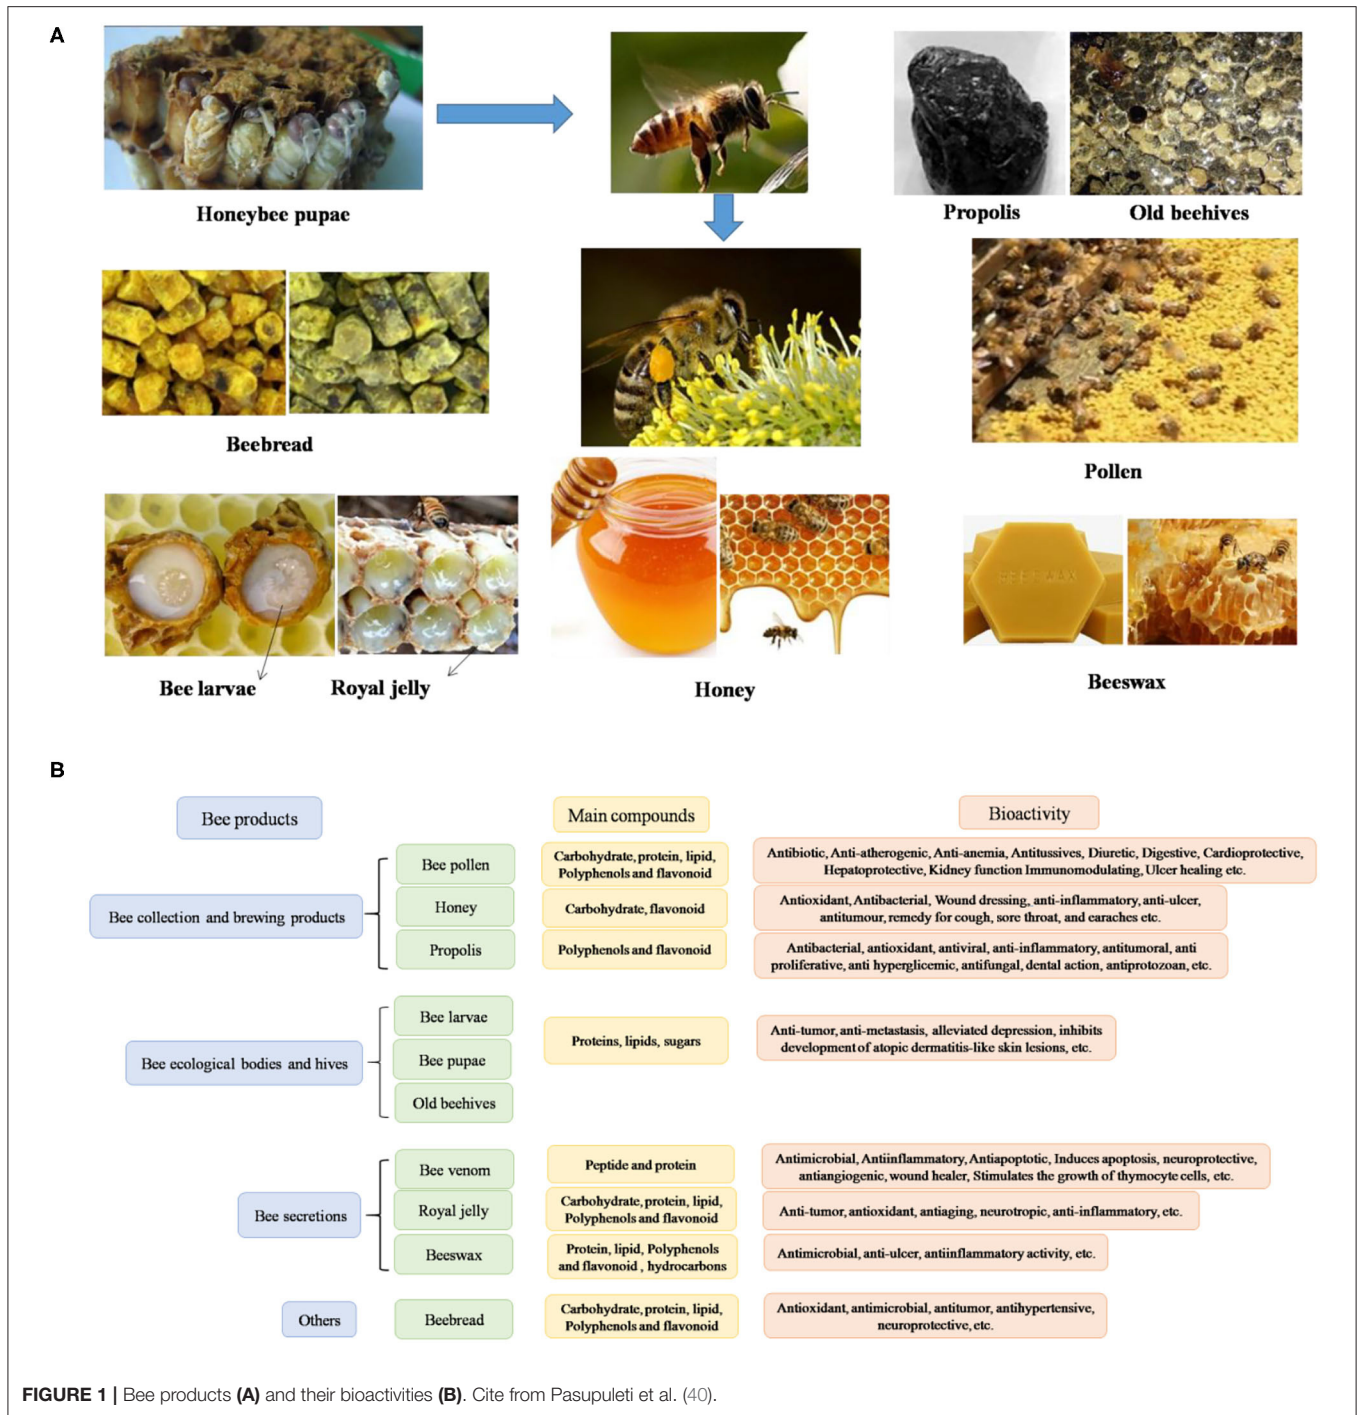 A
Honeybee pupae
Propolis
Old beehives
Beebread
Pollen
BEESWAX
Bee larvae
Royal jelly
Honey
Beeswax
B
Bee products
Main compounds
Bioactivity
Bee collection and brewing products
Bee pollen
Carbohydrate, protein, lipid,
Polyphenols and flavonoid
Antibiotic, Anti-atherogenic, Anti-anemia, Antitussives, Diuretic, Digestive, Cardioprotective,
Hepatoprotective, Kidney function Immunomodulating, Ulcer healing etc.
Honey
Carbohydrate, flavonoid
Antioxidant, Antibacterial, Wound dressing, anti-inflammatory, anti-ulcer,
antitumour, remedy for cough, sore throat, and earaches etc.
Propolis
Polyphenols and flavonoid
Antibacterial, antioxidant, antiviral, anti-inflammatory, antitumoral, anti
proliferative, anti hyperglicemic, antifungal, dental action, antiprotozoan, etc.
Bee ecological bodies and hives
Bee larvae
Bee pupae
Old beehives
Proteins, lipids, sugars
Anti-tumor, anti-metastasis, alleviated depression, inhibits
development of atopic dermatitis-like skin lesions, etc.
Bee secretions
Bee venom
Peptide and protein
Antimicrobial, Antiinflammatory, Antiapoptotic, Induces apoptosis, neuroprotective,
antiangiogenic, wound healer, Stimulates the growth of thymocyte cells, etc.
Royal jelly
Carbohydrate, protein, lipid,
Polyphenols and flavonoid
Anti-tumor, antioxidant, antiaging, neurotropic, anti-inflammatory, etc.
Beeswax
Protein, lipid, Polyphenols
and flavonoid , hydrocarbons
Antimicrobial, anti-ulcer, antiinflammatory activity, etc.
Others
Beebread
Carbohydrate, protein, lipid,
Polyphenols and flavonoid
Antioxidant, antimicrobial, antitumor, antihypertensive,
neuroprotective, etc.
FIGURE 1 | Bee products (A) and their bioactivities (B). Cite from Pasupuleti et al. (40).